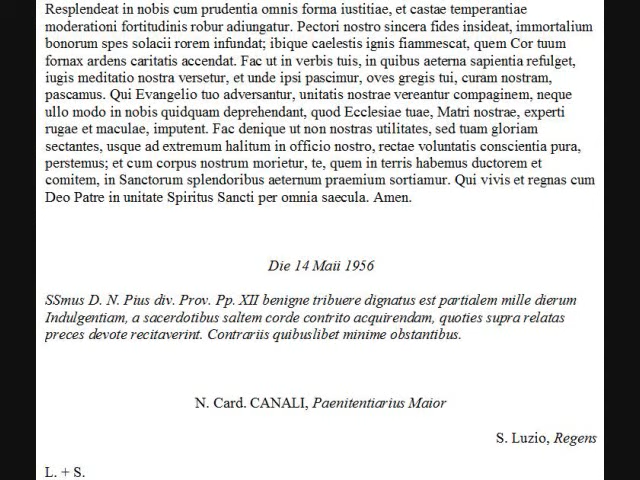 Resplendeat in nobis cum prudentia omnis forma iustitiae, et castae temperantiae
moderationi fortitudinis robur adiungatur. Pectori nostro sincera fides insideat, immortalium
bonorum spes solacii rorem infundat; ibique caelestis ignis fiammescat, quem Cor tuum
fornax ardens caritatis accendat. Fac ut in verbis tuis, in quibus aeterna sapientia refulget,
iugis meditatio nostra versetur, et unde ipsi pascimur, oves gregis tui, curam nostram,
pascamus. Qui Evangelio tuo adversantur, unitatis nostrae vereantur compaginem, neque
ullo modo in nobis quidquam deprehendant, quod Ecclesiae tuae, Matri nostrae, experti
rugae et maculae, imputent. Fac denique ut non nostras utilitates, sed tuam gloriam
sectantes, usque ad extremum halitum in officio nostro, rectae voluntatis conscientia pura,
perstemus; et cum corpus nostrum morietur, te, quem in terris habemus ductorem et
comitem, in Sanctorum splendoribus aeternum praemium sortiamur. Qui vivis et regnas cum
Deo Patre in unitate Spiritus Sancti per omnia saecula. Amen.
Die 14 Maii 1956
SSmus D. N. Pius div. Prov. Pp. XII benigne tribuere dignatus est partialem mille dierum
Indulgentiam, a sacerdotibus saltem corde contrito acquirendam, quoties supra relatas
preces devote recitaverint. Contrariis quibuslibet minime obstantibus.
N. Card. CANALI, Paenitentiarius Maior
S. Luzio, Regens
L. + S.